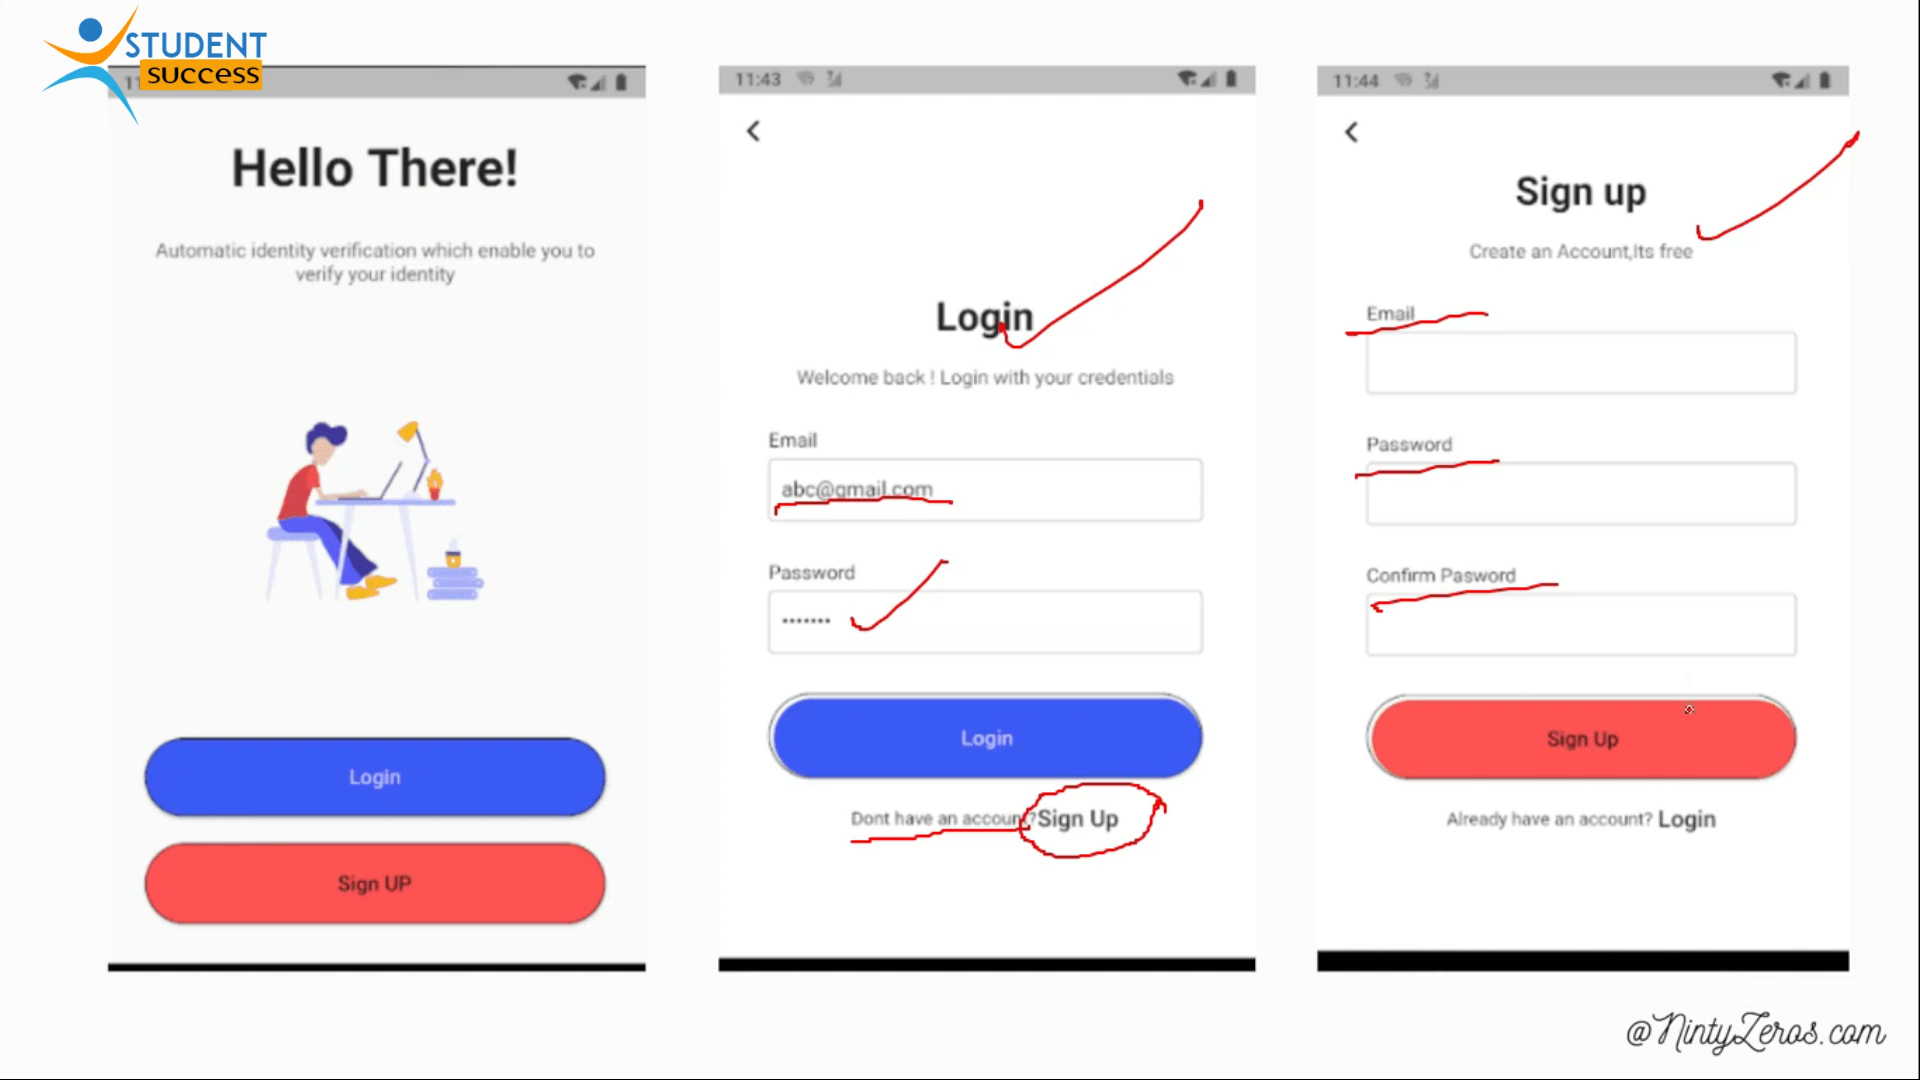 STUDENT
success
Hello There!
Automatic identity verification which enable you to
verify your identity
Login
Sign UP
11:43
Login
Welcome back ! Login with your credentials
Email
abc@gmail.com
Password
•••••••
Login
Dont have an account?Sign Up
11:44
Sign up
Create an Account,Its free
Email
Password
Confirm Pasword
Sign Up
Already have an account? Login
@NintyZeros.com